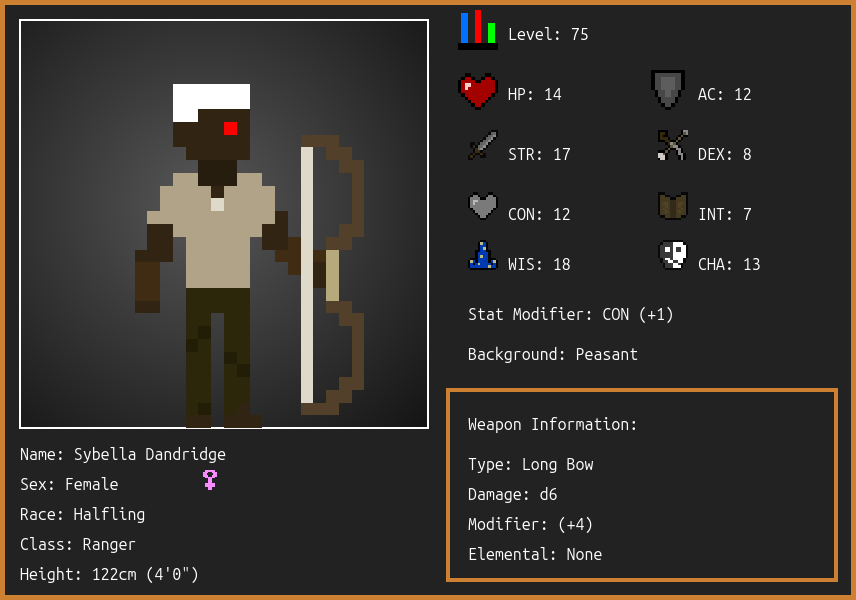 Level: 75
HP: 14
AC: 12
STR: 17
DEX: 8
CON: 12
INT: 7
WIS: 18
CHA: 13
Stat Modifier: CON (+1)
Background: Peasant
Weapon Information:
Type: Long Bow
Damage: d6
Modifier: (+4)
Elemental: None
Name: Sybella Dandridge
Sex: Female
Race: Halfling
Class: Ranger
Height: 122cm (4'0")